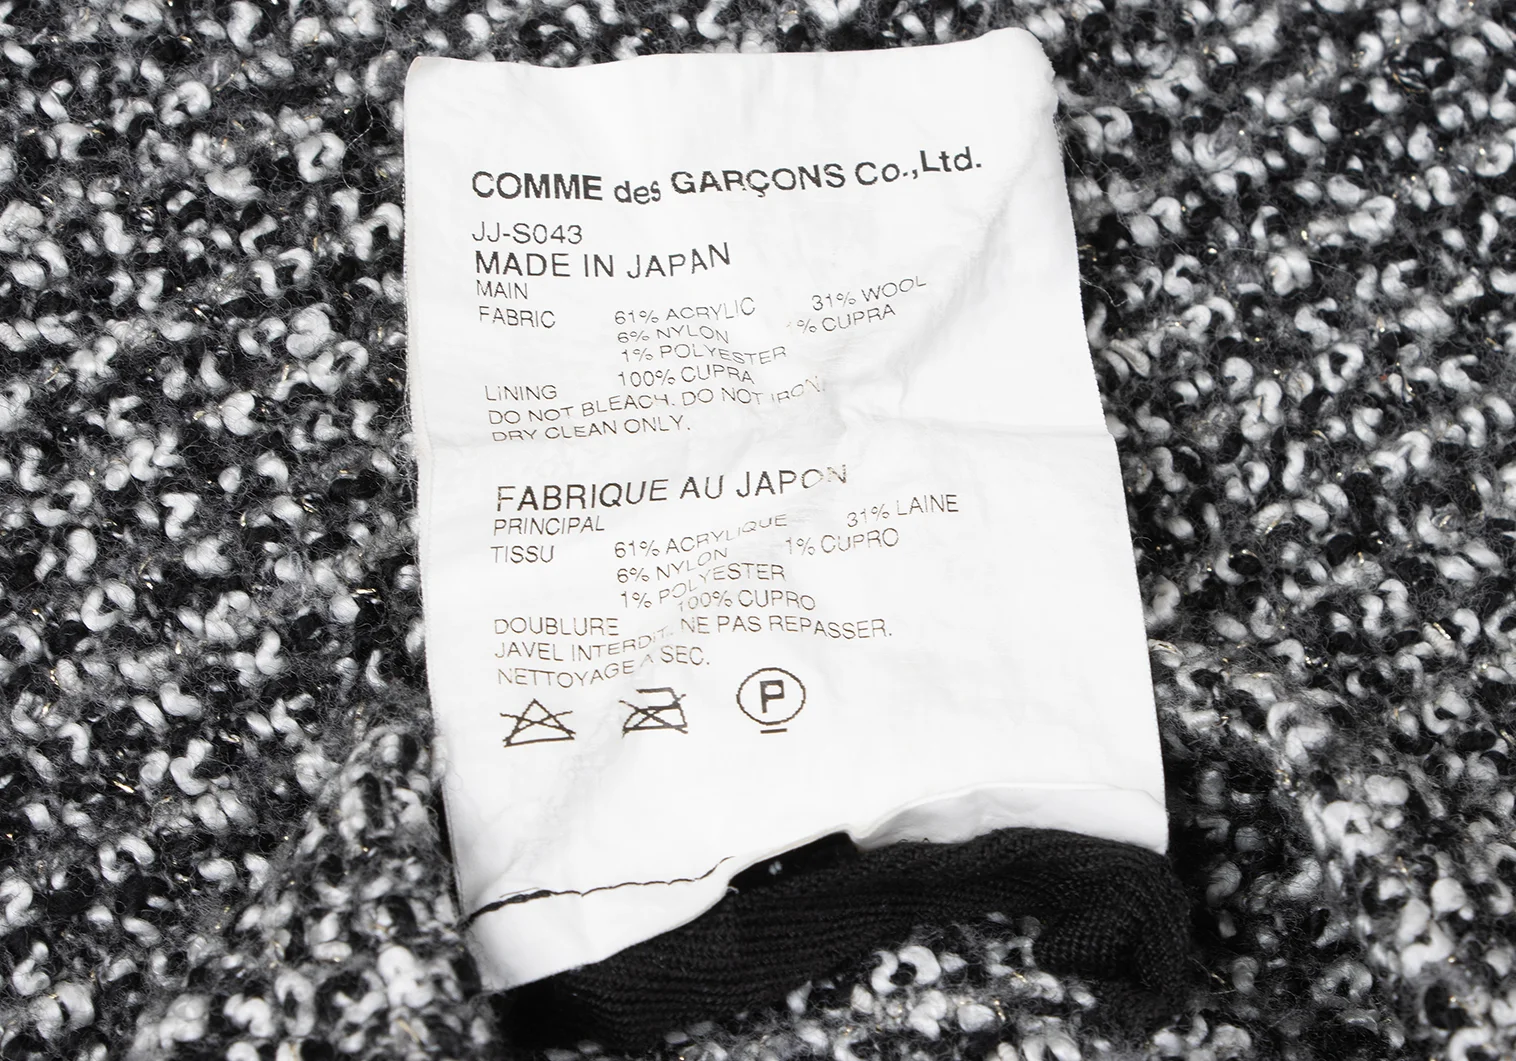 COMME des GARÇONS Co.,Ltd.
JJ-S043
MADE IN JAPAN
MAIN
FABRIC 61% ACRYLIC 31% WOOL
6% NYLON 1% CUPRA
1% POLYESTER
LINING 100% CUPRA
DO NOT BLEACH. DO NOT IRON.
DRY CLEAN ONLY.
FABRIQUE AU JAPON
PRINCIPAL
TISSU 61% ACRYLIQUE 31% LAINE
6% NYLON 1% CUPRO
1% POLYESTER
DOUBLURE 100% CUPRO
JAVEL INTERDIT. NE PAS REPASSER.
NETTOYAGE A SEC.
P